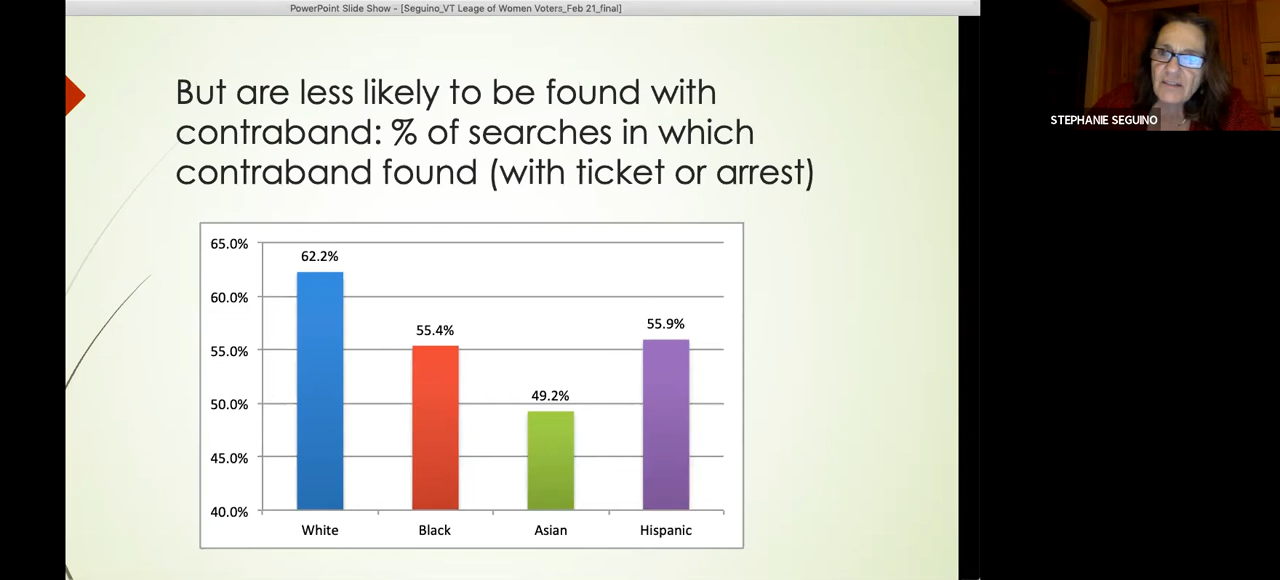 PowerPoint Slide Show - [Seguino_VT Leage of Women Voters_Feb 21_final]
But are less likely to be found with
contraband: % of searches in which
contraband found (with ticket or arrest)
STEPHANIE SEGUINO
65.0%
60.0%
55.0%
50.0%
45.0%
40.0%
62.2%
55.4%
49.2%
55.9%
White Black Asian Hispanic